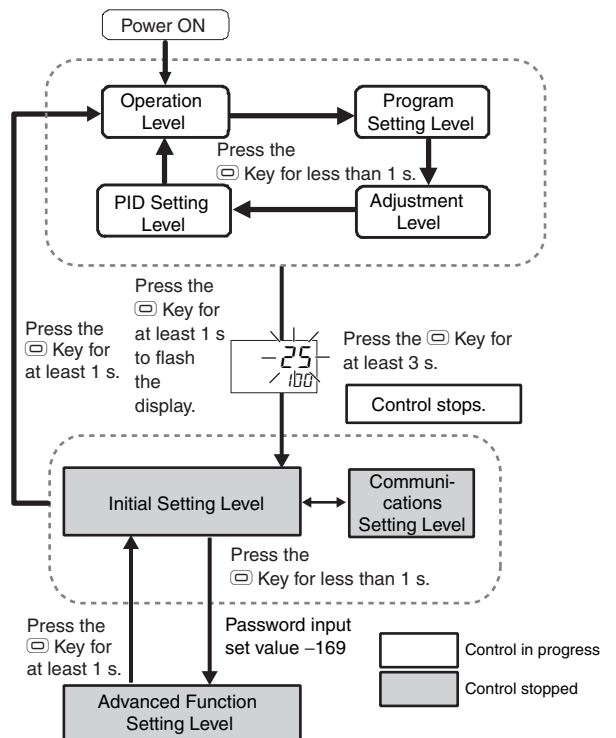 Power ON
Operation
Level
Program
Setting Level
Press the
Key for less than 1 s.
PID Setting
Level
Adjustment
Level
Press the
Key for
at least 1 s.
Press the
Key for
at least 1 s
to flash
the
display.
25
100
Press the Key for
at least 3 s.
Control stops.
Initial Setting Level
Communi-
cations
Setting Level
Press the
Key for less than 1 s.
Press the
Key for
at least 1 s.
Password input
set value –169
Control in progress
Control stopped
Advanced Function
Setting Level